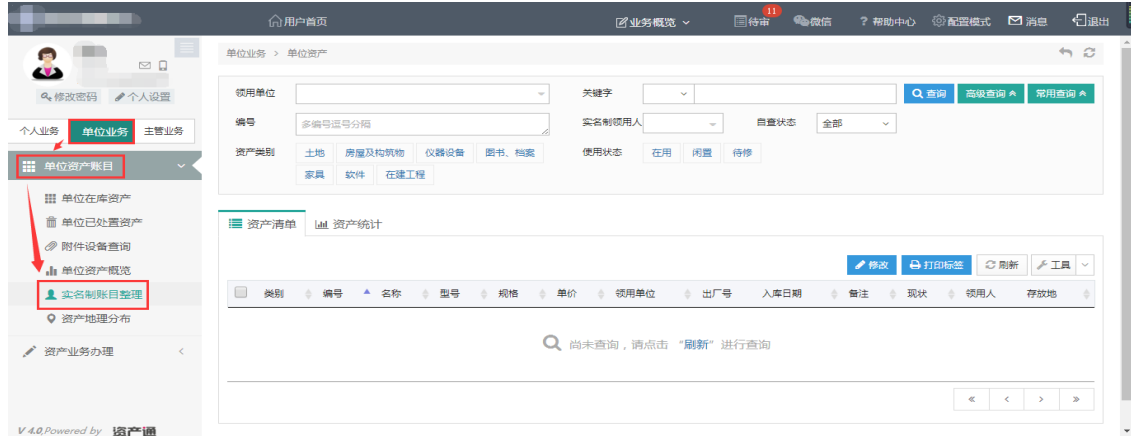 用户首页 业务概览 待审 11 微信 ? 帮助中心 配置模式 消息 退出
修改密码 个人设置
个人业务 单位业务 主管业务
单位资产账目
单位在库资产
单位已处置资产
附件设备查询
单位资产概览
实名制账目整理
资产地理分布
资产业务办理
V 4.0,Powered by 资产通
单位业务 > 单位资产
领用单位 关键字 查询 高级查询 常用查询
编号 多编号逗号分隔 实名制领用人 自查状态 全部
资产类别 土地 房屋及构筑物 仪器设备 图书、档案 使用状态 在用 闲置 待修
家具 软件 在建工程
资产清单 资产统计
修改 打印标签 刷新 工具
类别 编号 名称 型号 规格 单价 领用单位 出厂号 入库日期 备注 现状 领用人 存放地
尚未查询，请点击 “刷新” 进行查询
« < > »